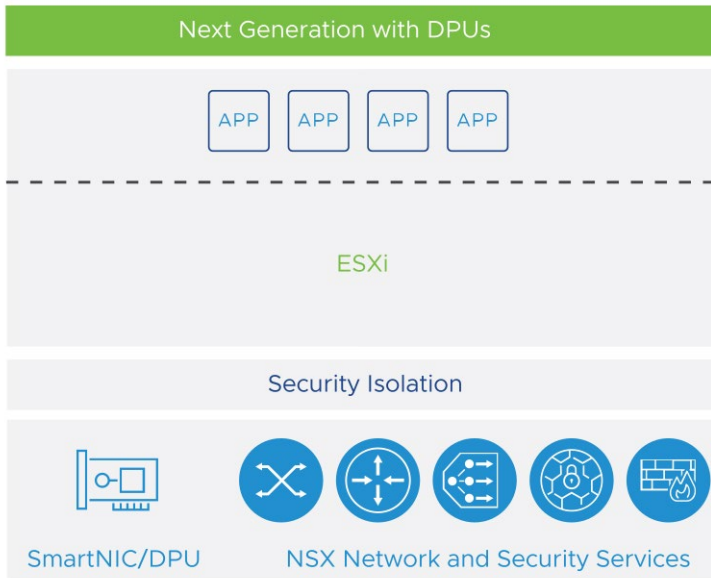 Next Generation with DPUs
APP APP APP APP
ESXi
Security Isolation
SmartNIC/DPU NSX Network and Security Services